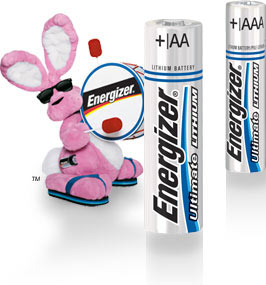 Energizer®
+|AA
LITHIUM BATTERY
Energizer®
Ultimate LITHIUM
+|AAA
Energizer®
Ultimate LITHIUM
TM